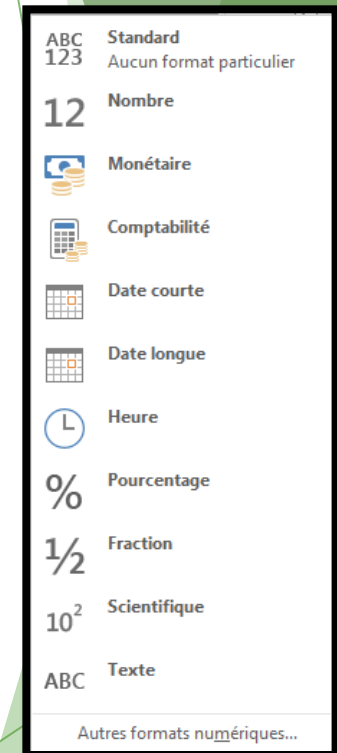 ABC
123
Standard
Aucun format particulier
12
Nombre
Monétaire
Comptabilité
Date courte
Date longue
Heure
%
Pourcentage
½
Fraction
10²
Scientifique
ABC
Texte
Autres formats numériques...